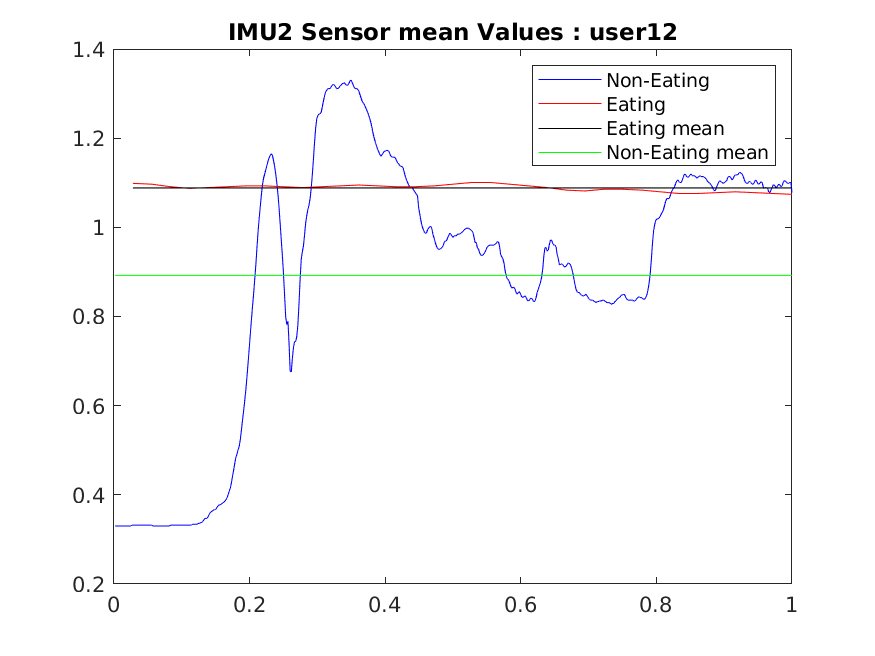 IMU2 Sensor mean Values : user12
1.4
1.2
1
0.8
0.6
0.4
0.2
Non-Eating
Eating
Eating mean
Non-Eating mean
0 0.2 0.4 0.6 0.8 1